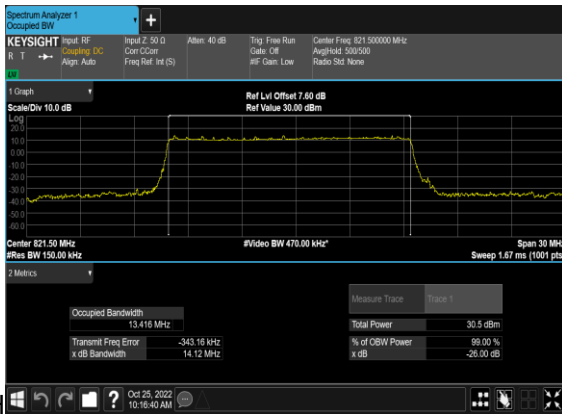 Spectrum Analyzer 1
Occupied BW
KEYSIGHT
R T
LXI
Input: RF
Coupling: DC
Align: Auto
Input Z: 50 Ω
Corr CCorr
Freq Ref: Int (S)
Atten: 40 dB
Trig: Free Run
Gate: Off
#IF Gain: Low
Center Freq: 821.500000 MHz
Avg|Hold: 500/500
Radio Std: None
1 Graph
Scale/Div 10.0 dB
Ref Lvl Offset 7.60 dB
Ref Value 30.00 dBm
Log
20.0
10.0
0.00
-10.0
-20.0
-30.0
-40.0
-50.0
-60.0
Center 821.50 MHz
#Video BW 470.00 kHz*
Span 30 MHz
#Res BW 150.00 kHz
Sweep 1.67 ms (1001 pts
2 Metrics
Measure Trace
Trace 1
Occupied Bandwidth
13.416 MHz
Total Power
30.5 dBm
Transmit Freq Error
-343.16 kHz
% of OBW Power
99.00 %
x dB Bandwidth
14.12 MHz
x dB
-26.00 dB
Oct 25, 2022
10:16:40 AM